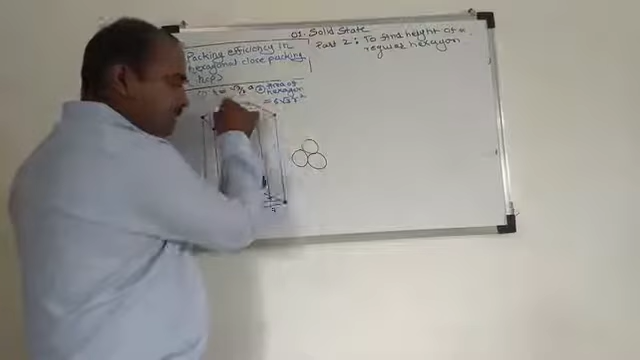 01. Solid State
Packing efficiency in
hexagonal close packing
hcp
Part 2: To find height of a
regular hexagon
Area of
hexagon
= 6√3 r²